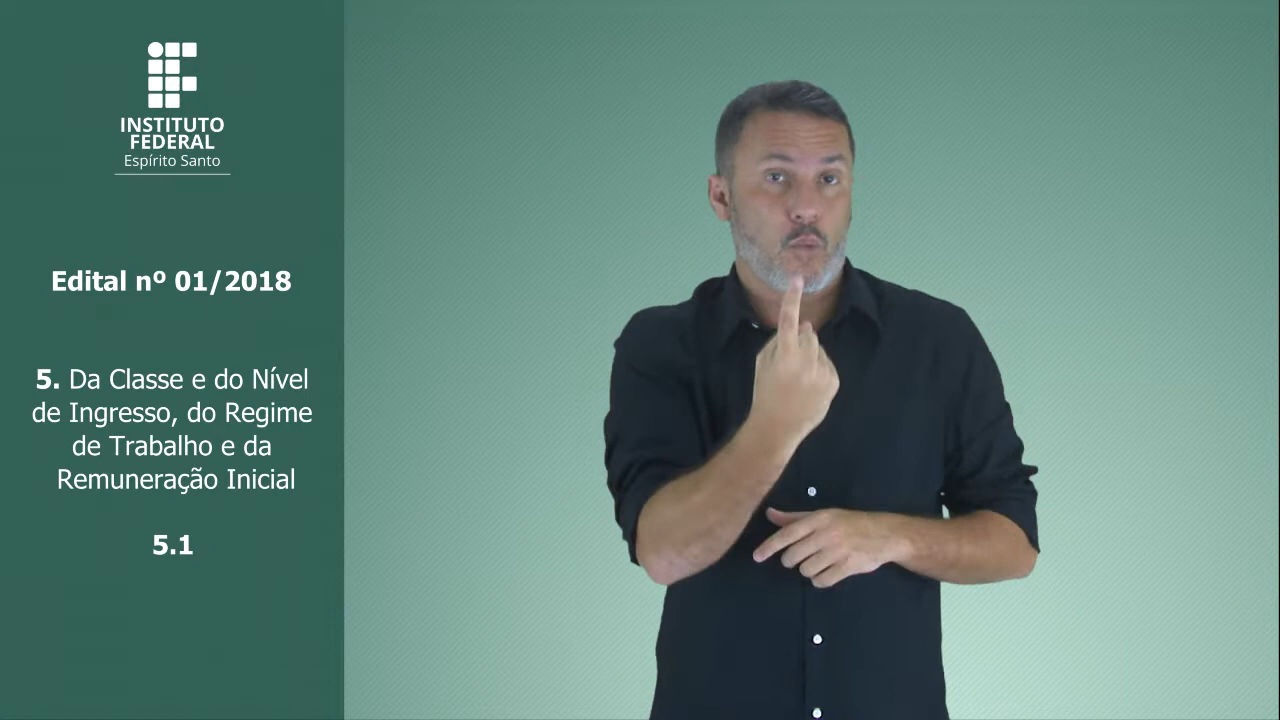 INSTITUTO
FEDERAL
Espírito Santo
Edital nº 01/2018
5. Da Classe e do Nível
de Ingresso, do Regime
de Trabalho e da
Remuneração Inicial
5.1